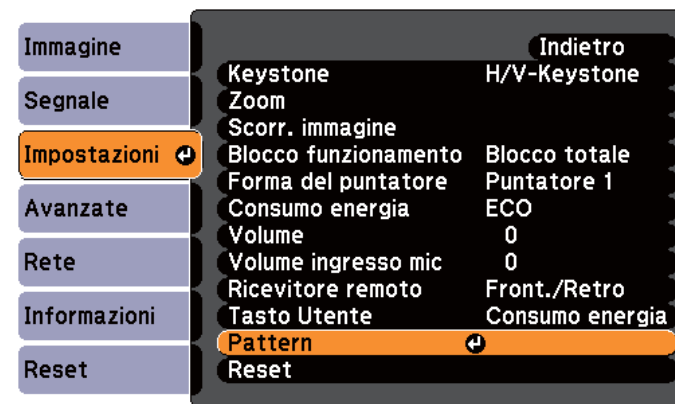 Immagine
Segnale
Impostazioni
Avanzate
Rete
Informazioni
Reset
Indietro
Keystone H/V-Keystone
Zoom
Scorr. immagine
Blocco funzionamento Blocco totale
Forma del puntatore Puntatore 1
Consumo energia ECO
Volume 0
Volume ingresso mic 0
Ricevitore remoto Front./Retro
Tasto Utente Consumo energia
Pattern
Reset